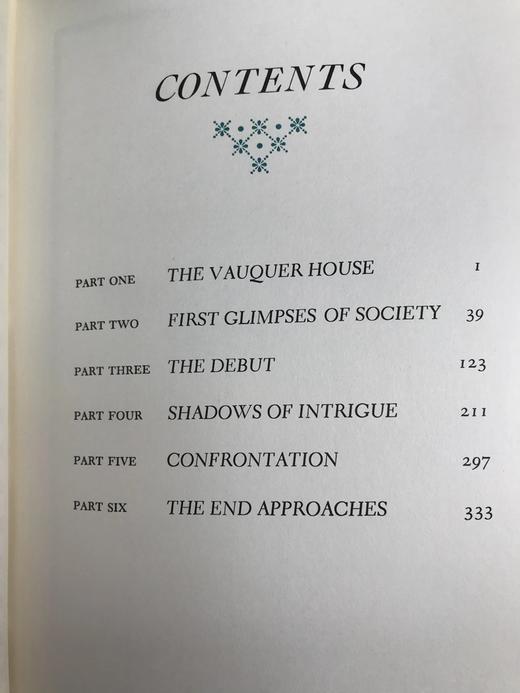 CONTENTS
PART ONE THE VAUQUER HOUSE 1
PART TWO FIRST GLIMPSES OF SOCIETY 39
PART THREE THE DEBUT 123
PART FOUR SHADOWS OF INTRIGUE 211
PART FIVE CONFRONTATION 297
PART SIX THE END APPROACHES 333